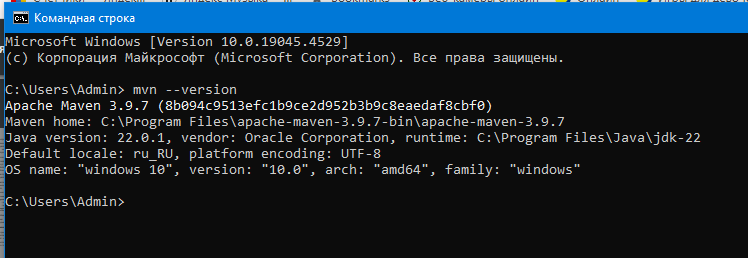 Командная строка
Microsoft Windows [Version 10.0.19045.4529]
(c) Корпорация Майкрософт (Microsoft Corporation). Все права защищены.
C:\Users\Admin> mvn --version
Apache Maven 3.9.7 (8b094c9513efc1b9ce2d952b3b9c8eaedaf8cbf0)
Maven home: C:\Program Files\apache-maven-3.9.7-bin\apache-maven-3.9.7
Java version: 22.0.1, vendor: Oracle Corporation, runtime: C:\Program Files\Java\jdk-22
Default locale: ru_RU, platform encoding: UTF-8
OS name: "windows 10", version: "10.0", arch: "amd64", family: "windows"
C:\Users\Admin>